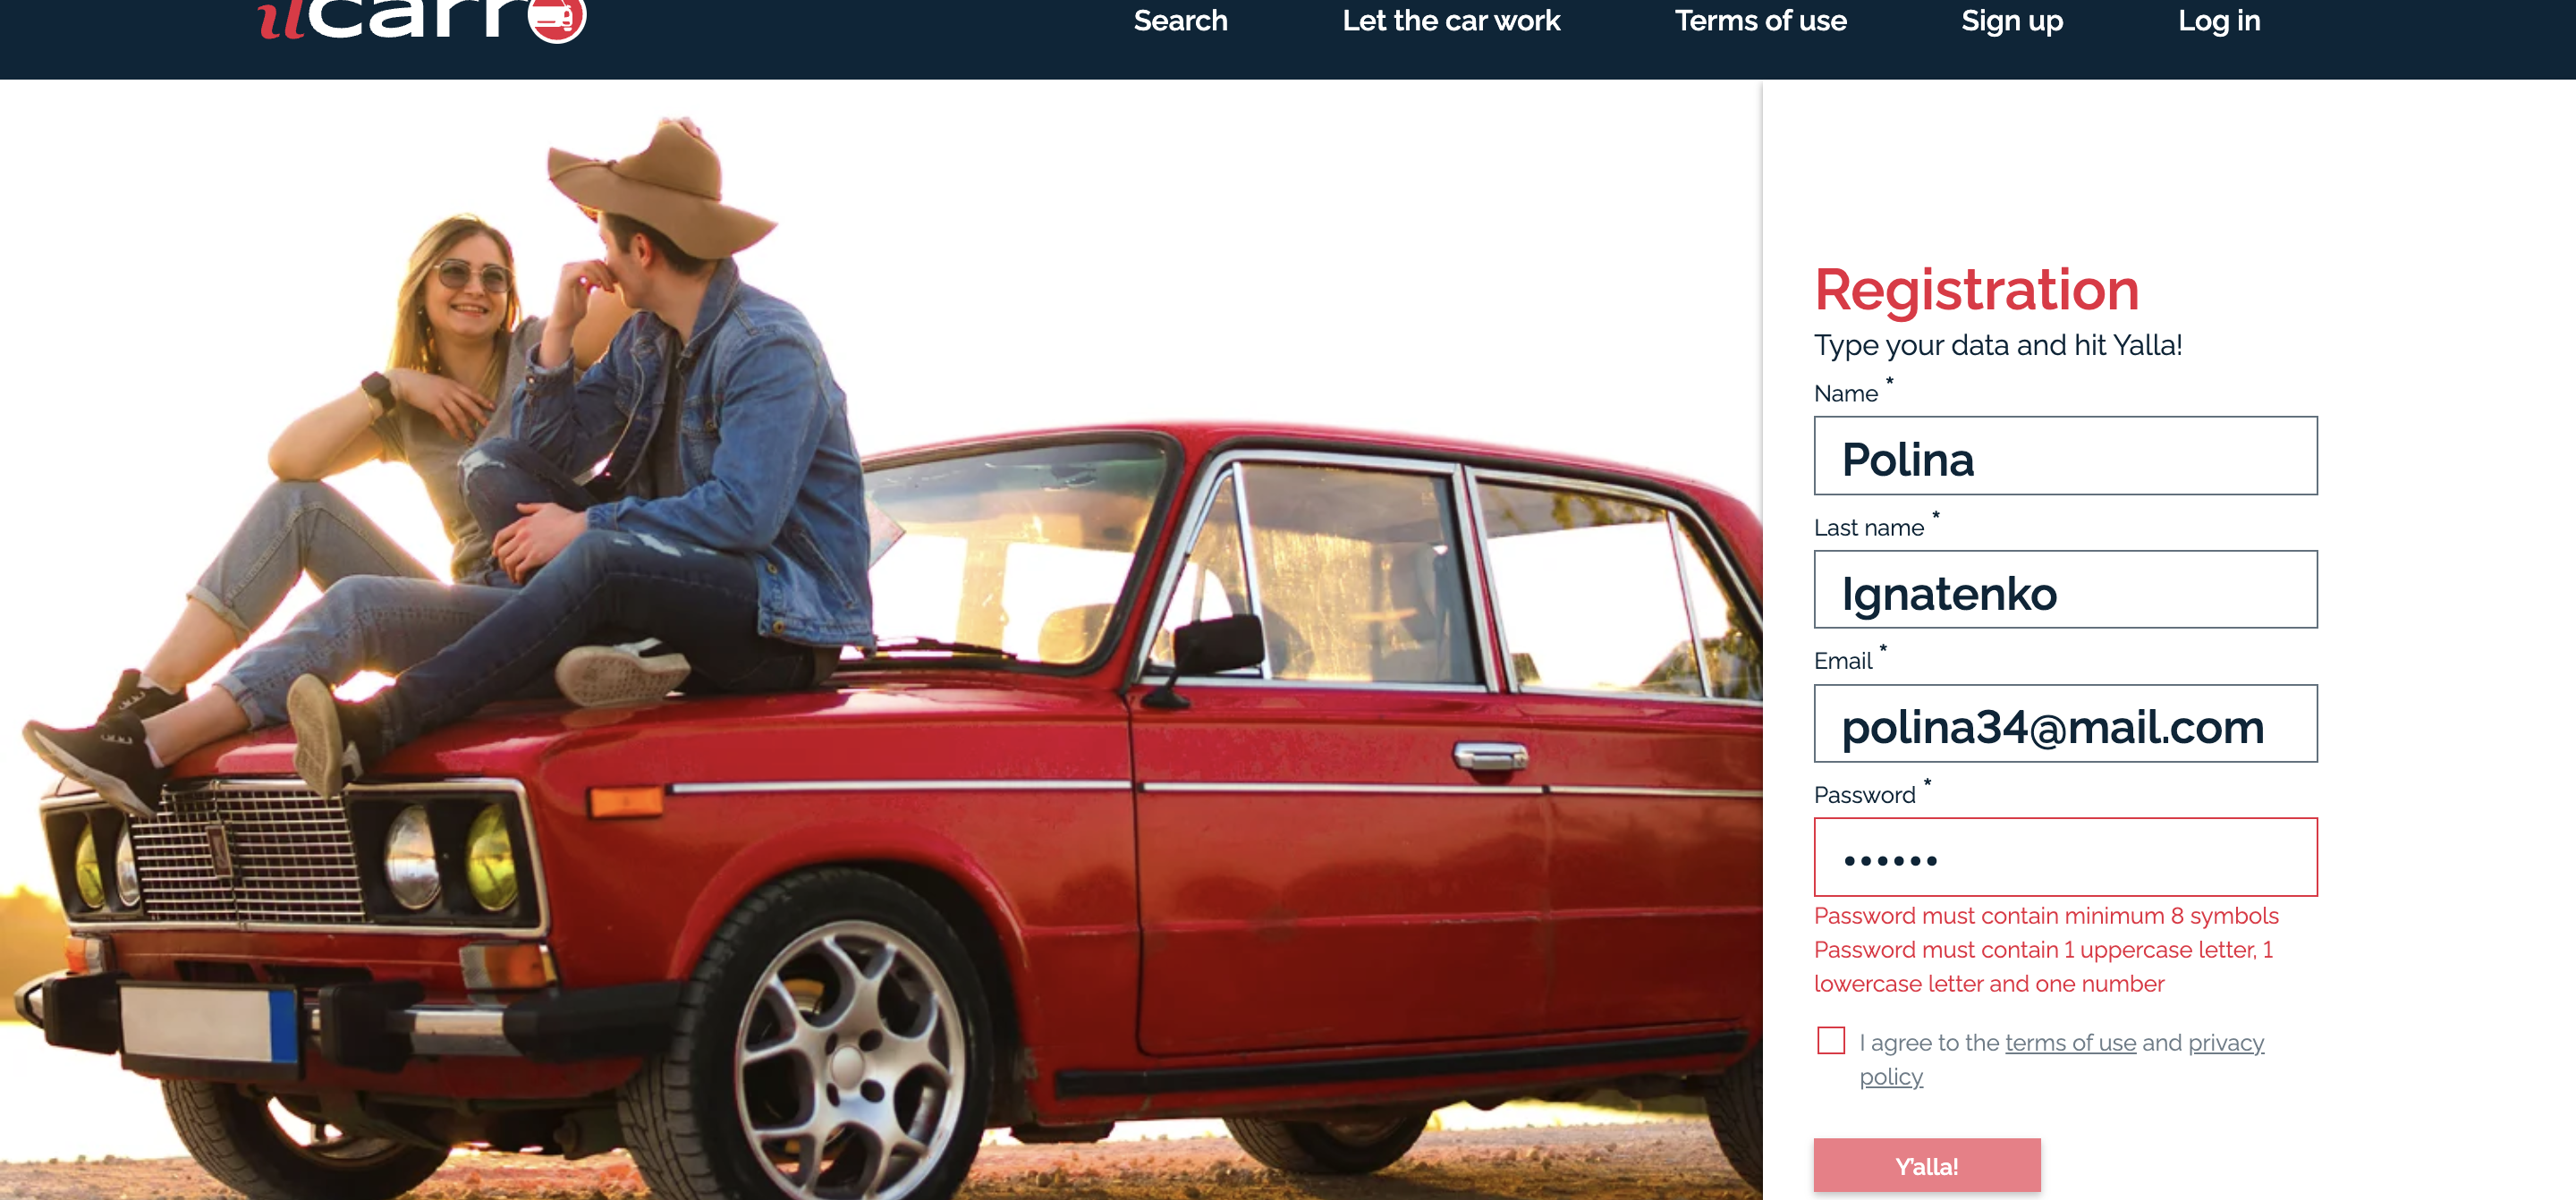 ilcarro
Search
Let the car work
Terms of use
Sign up
Log in
Registration
Type your data and hit Yalla!
Name *
Polina
Last name *
Ignatenko
Email *
polina34@mail.com
Password *
••••••
Password must contain minimum 8 symbols
Password must contain 1 uppercase letter, 1
lowercase letter and one number
I agree to the terms of use and privacy
policy
Y'alla!